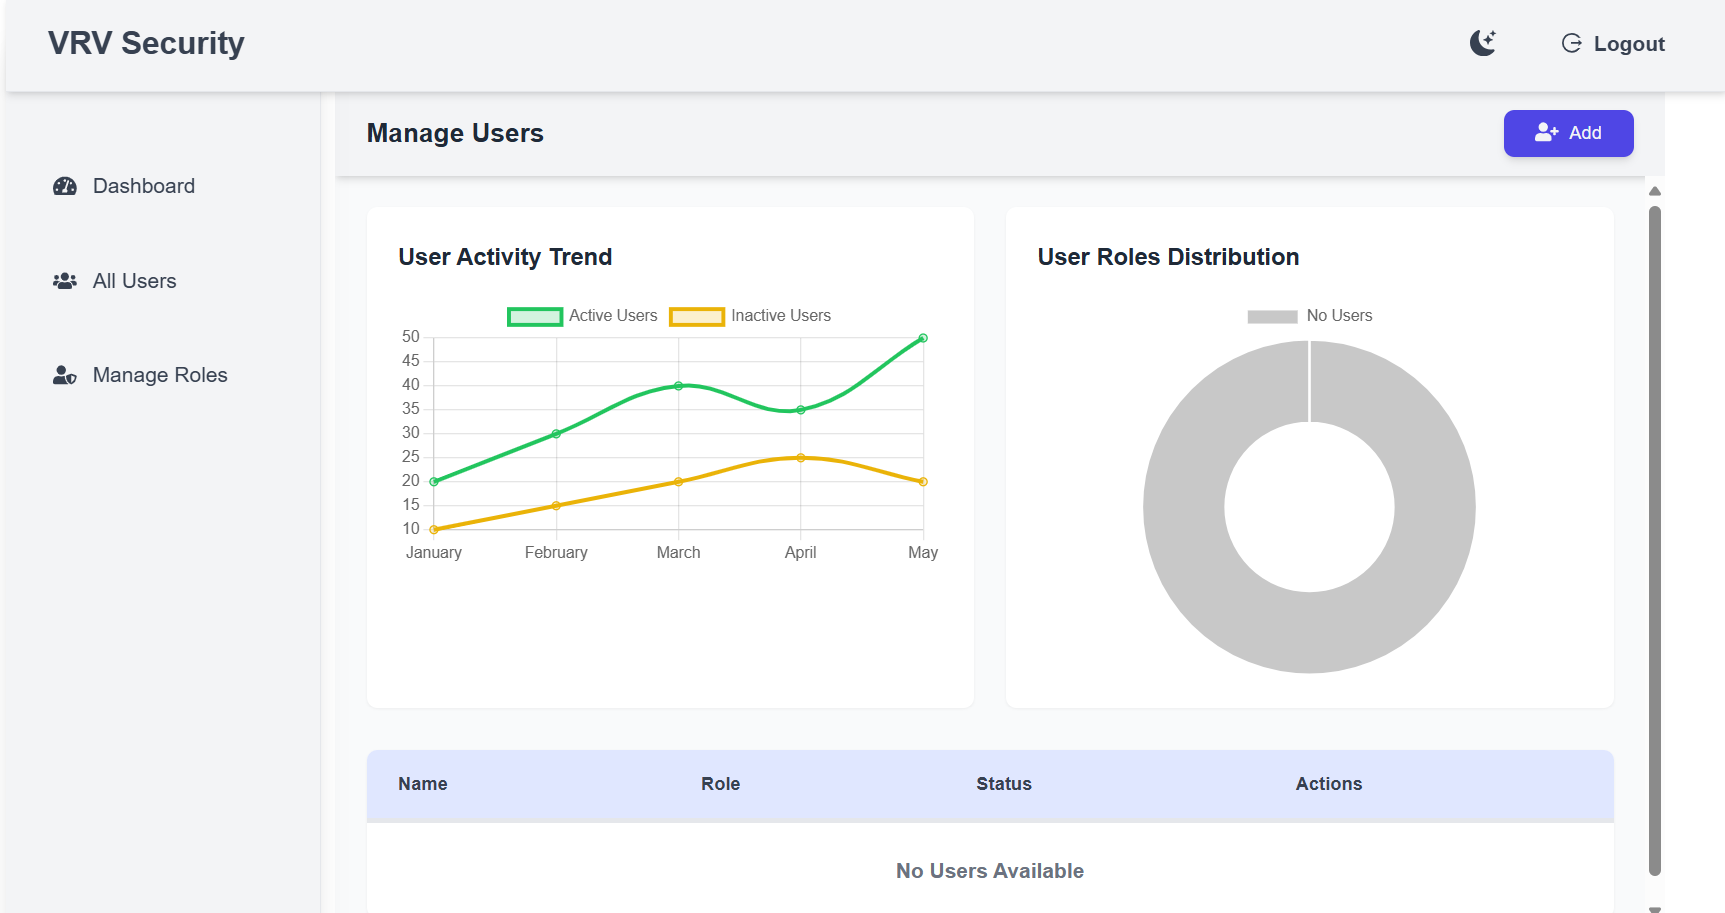 VRV Security
Logout
Dashboard
All Users
Manage Roles
Manage Users
Add
User Activity Trend
Active Users Inactive Users
50
45
40
35
30
25
20
15
10
January February March April May
User Roles Distribution
No Users
Name Role Status Actions
No Users Available